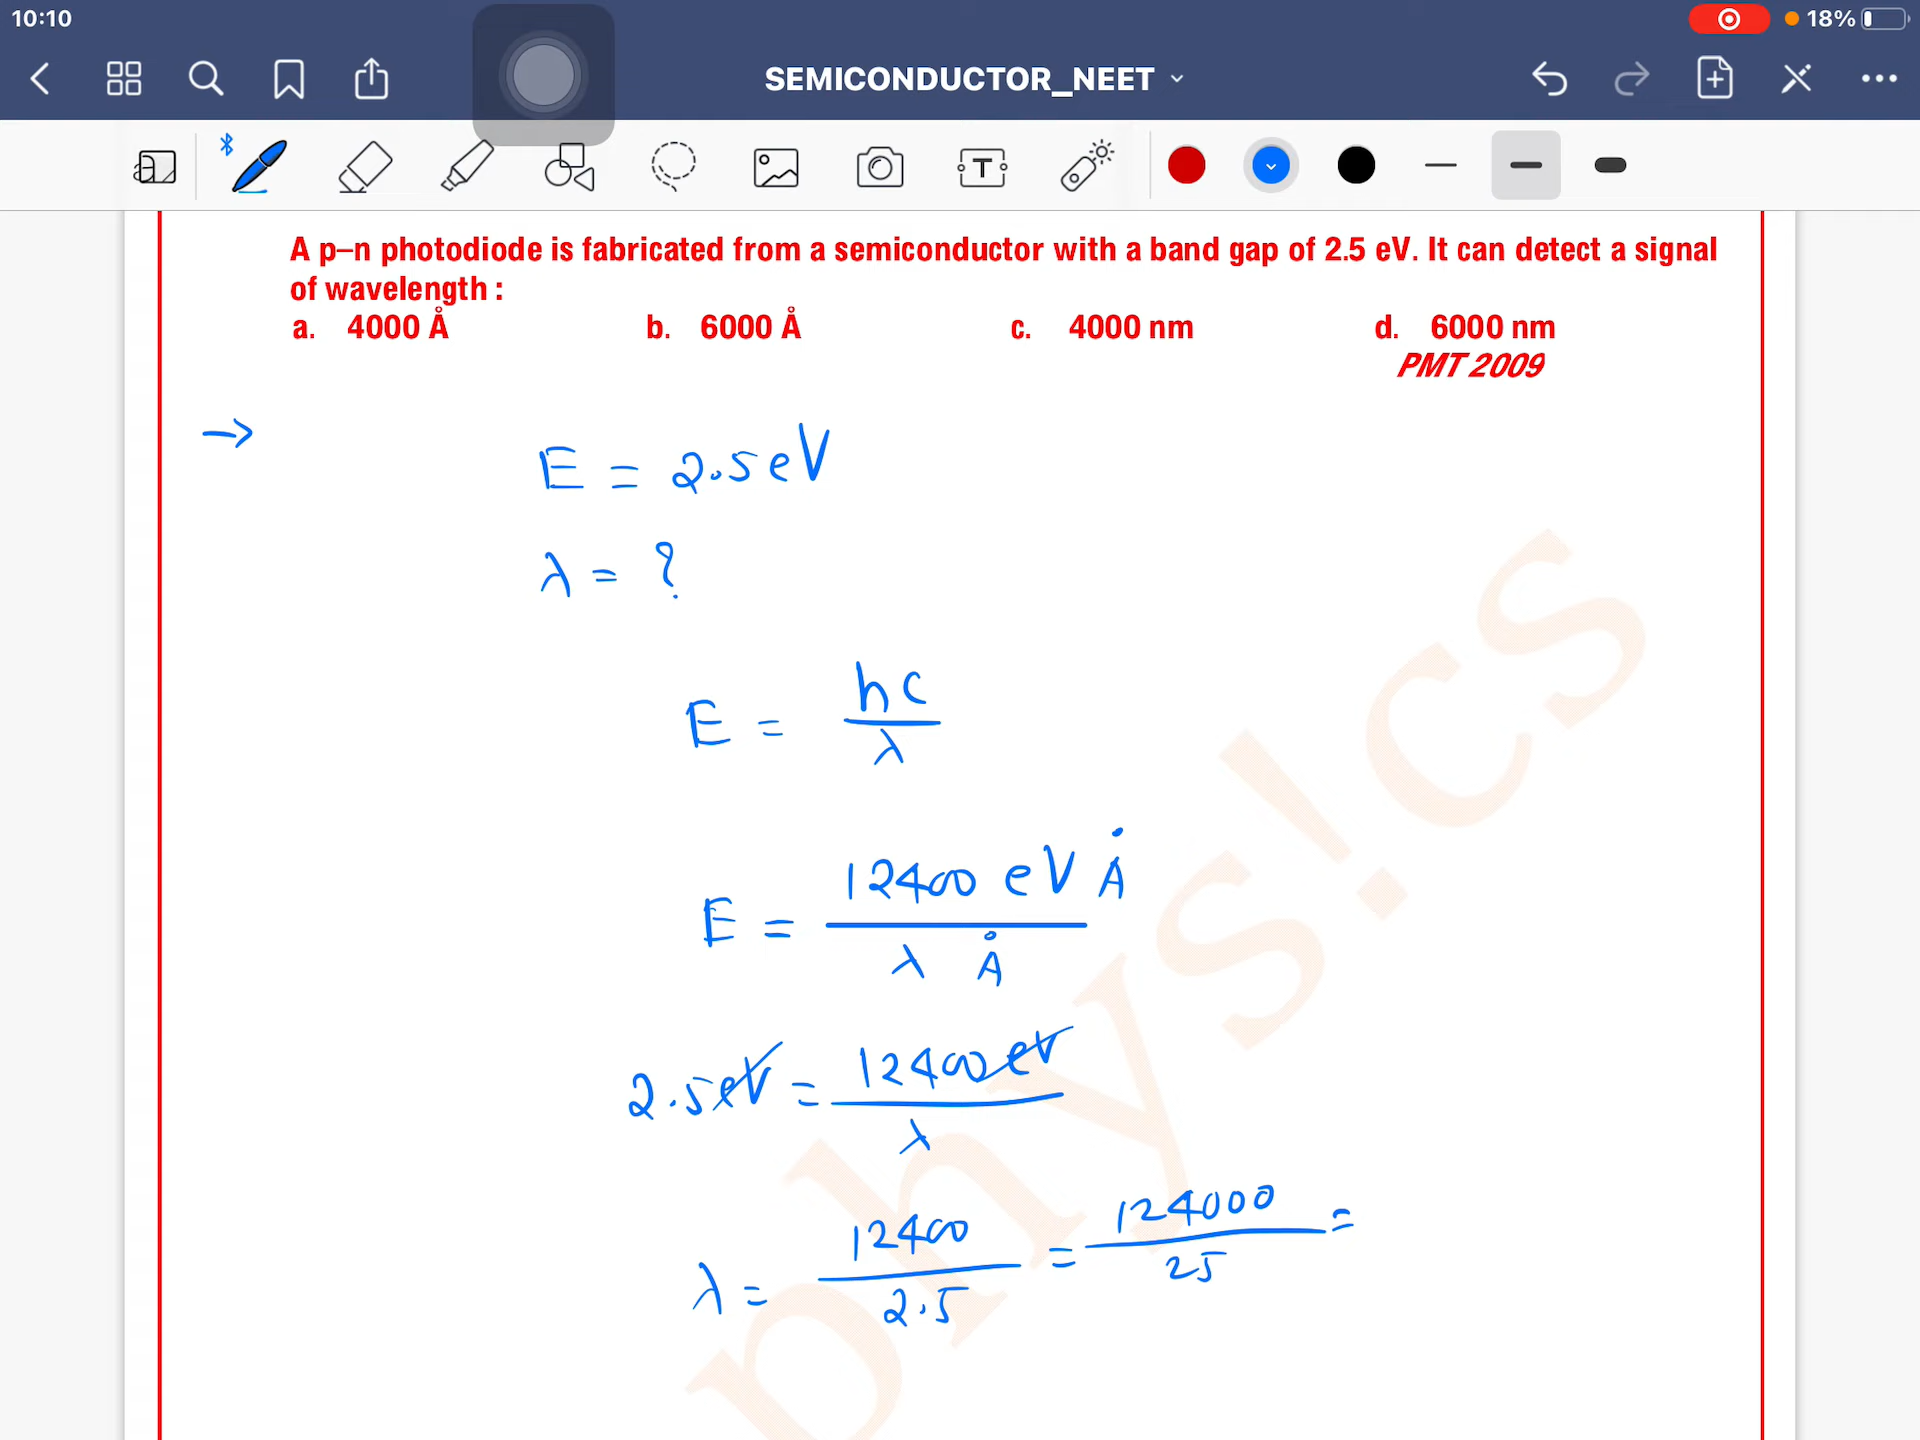 10:10
18%
SEMICONDUCTOR_NEET
A p–n photodiode is fabricated from a semiconductor with a band gap of 2.5 eV. It can detect a signal
of wavelength :
a. 4000 Å b. 6000 Å c. 4000 nm d. 6000 nm
PMT 2009
→ E = 2.5 eV
λ = ?
E = hc / λ
E = 12400 eV Å / λ Å
2.5 eV = 12400 eV / λ
λ = 12400 / 2.5 = 124000 / 25 =
phys!cs